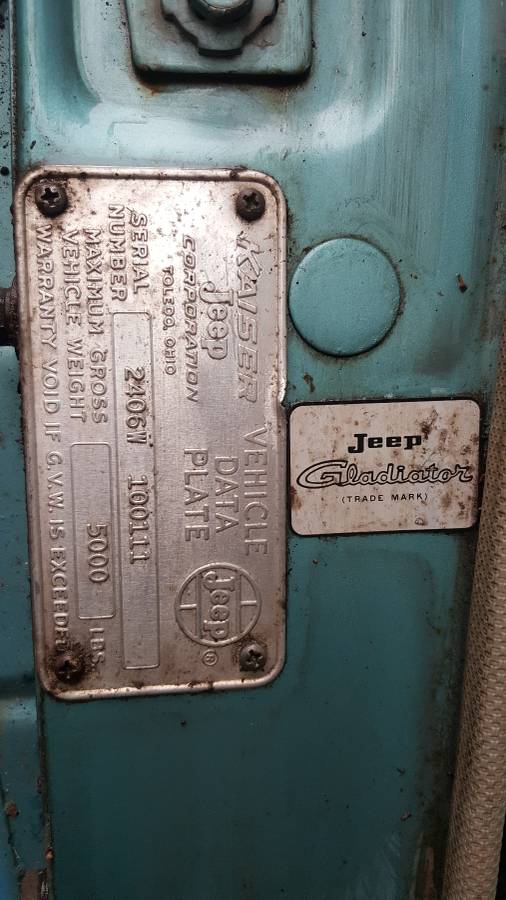 KAISER
Jeep
CORPORATION
TOLEDO, OHIO
VEHICLE
DATA
PLATE
Jeep
®
SERIAL
NUMBER
2406W 100111
MAXIMUM GROSS
VEHICLE WEIGHT
5000 LBS.
WARRANTY VOID IF G.V.W. IS EXCEEDED
Jeep
Gladiator
(TRADE MARK)